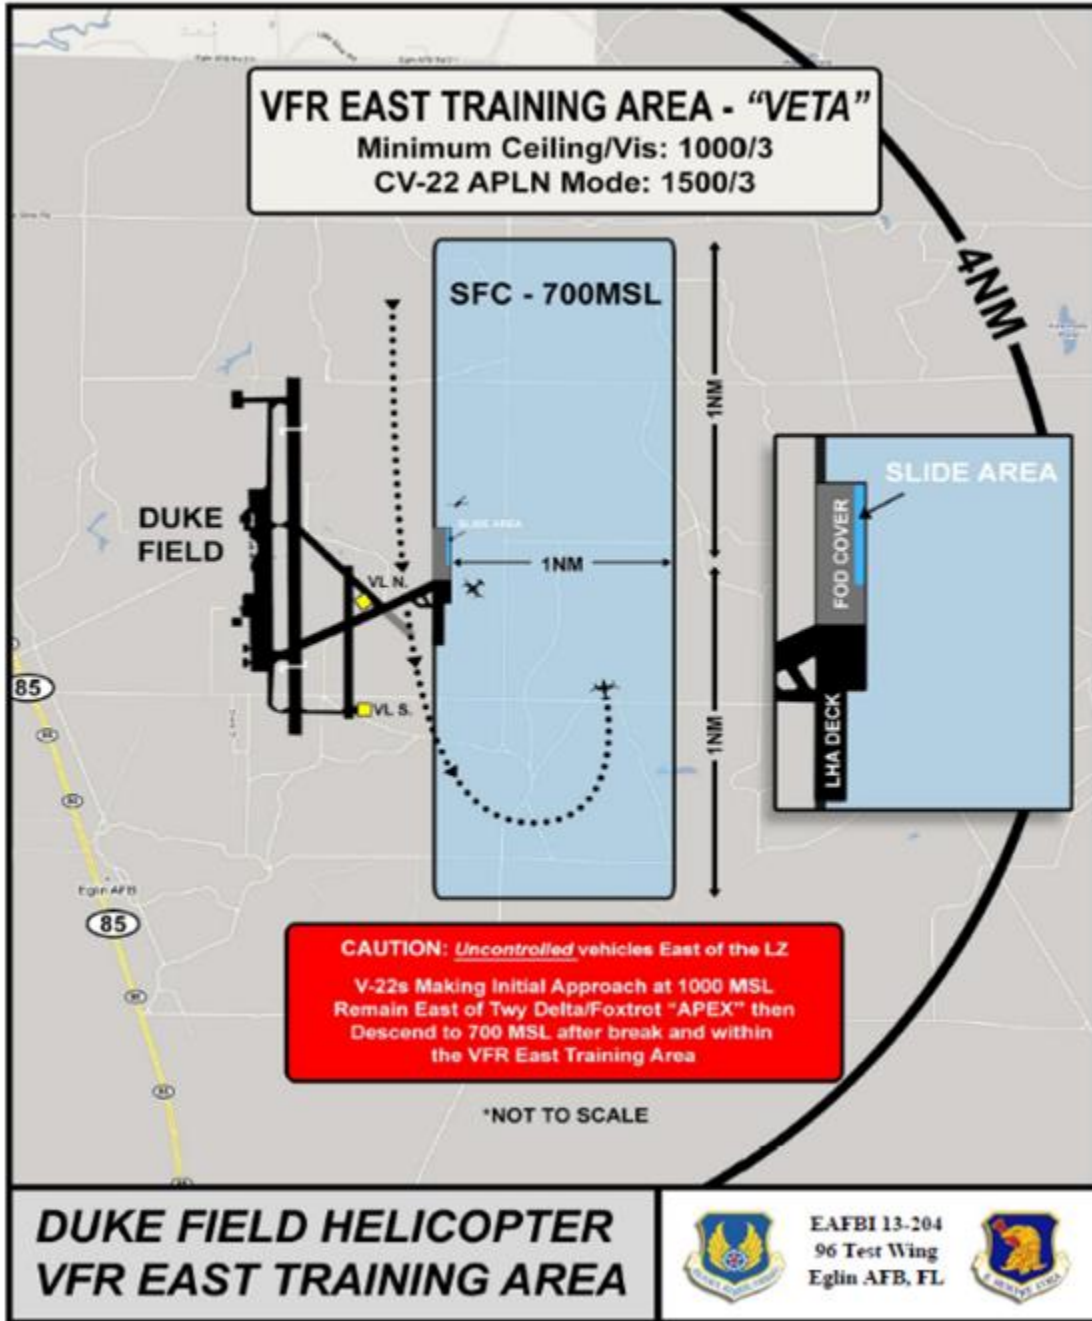 VFR EAST TRAINING AREA - "VETA"
Minimum Ceiling/Vis: 1000/3
CV-22 APLN Mode: 1500/3
4NM
SFC - 700MSL
1NM
SLIDE AREA
FOD COVER
LHA DECK
DUKE
FIELD
SLIDE AREA
1NM
VL N.
VL S.
1NM
85
Eglin AFB
85
CAUTION: Uncontrolled vehicles East of the LZ
V-22s Making Initial Approach at 1000 MSL
Remain East of Twy Delta/Foxtrot "APEX" then
Descend to 700 MSL after break and within
the VFR East Training Area
*NOT TO SCALE
DUKE FIELD HELICOPTER
VFR EAST TRAINING AREA
EAFBI 13-204
96 Test Wing
Eglin AFB, FL